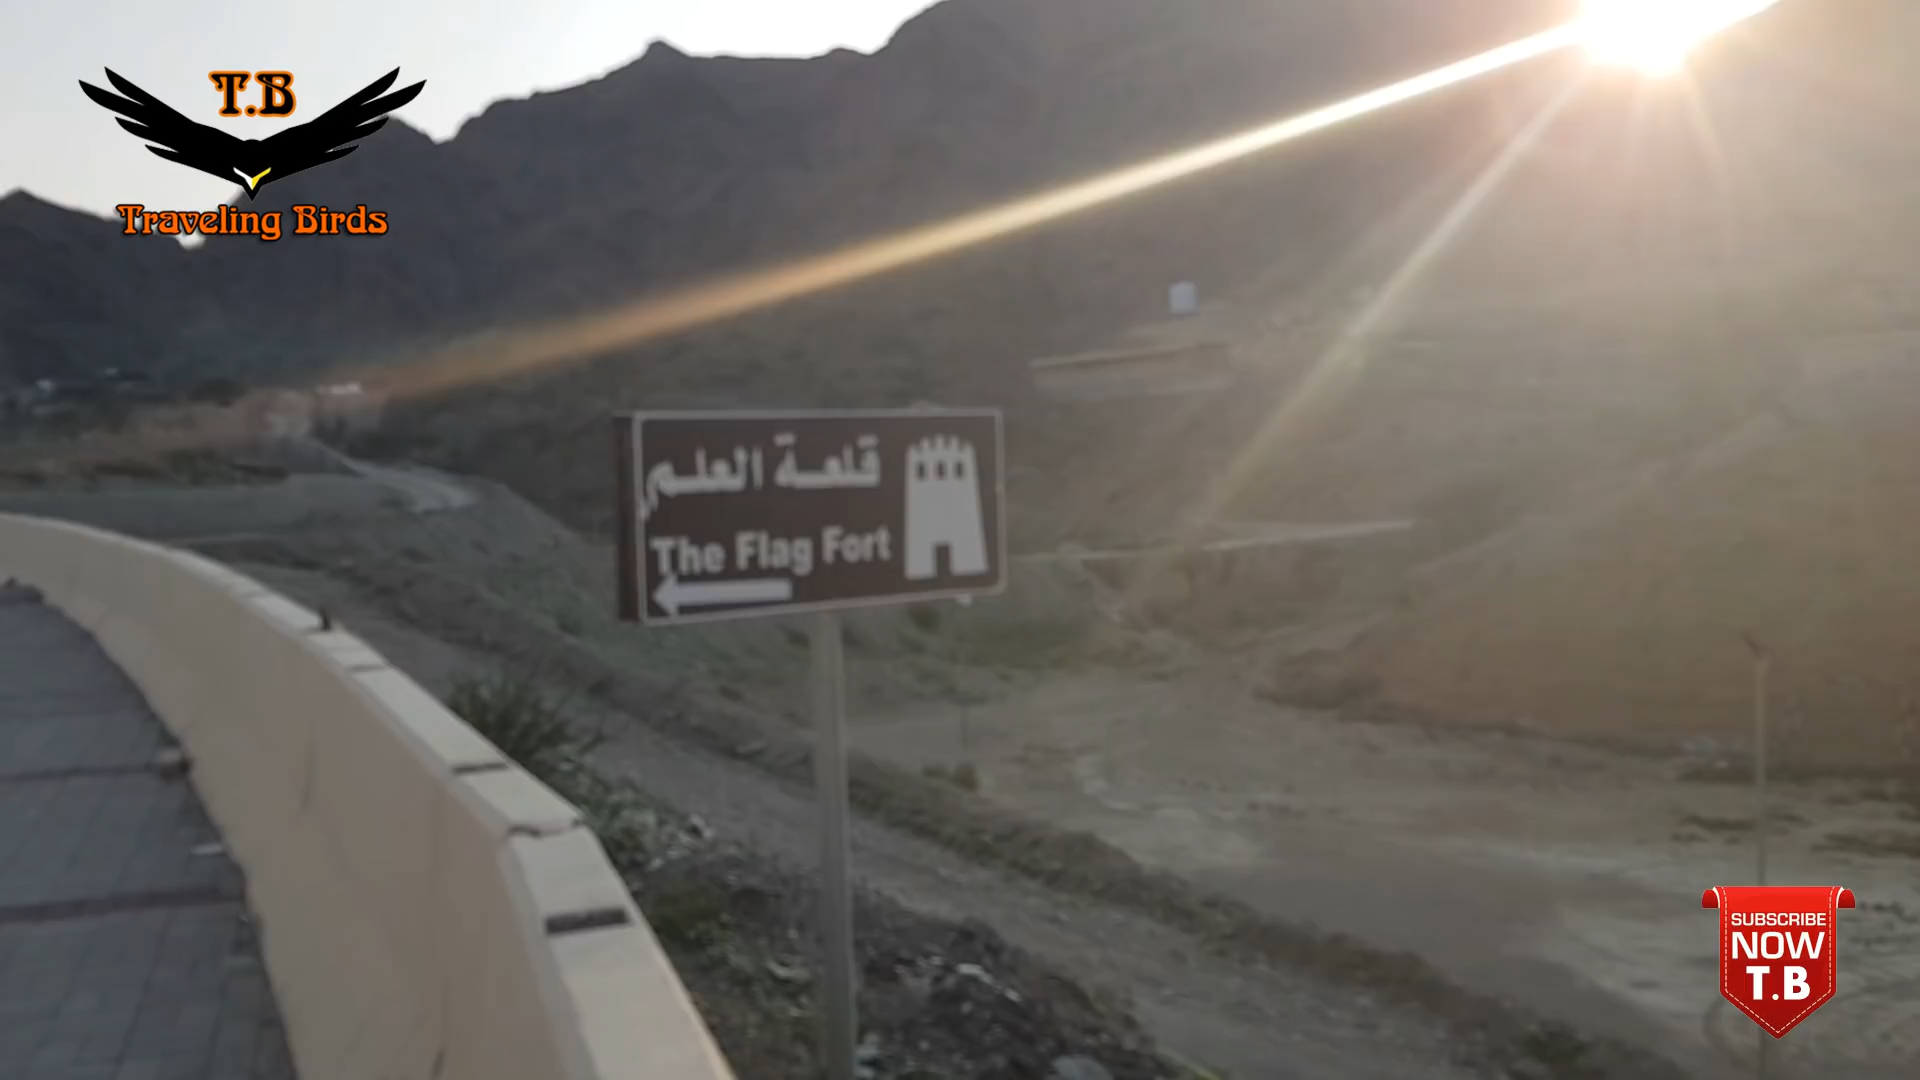 T.B
Traveling Birds
قلعة العلم
The Flag Fort
SUBSCRIBE
NOW
T.B